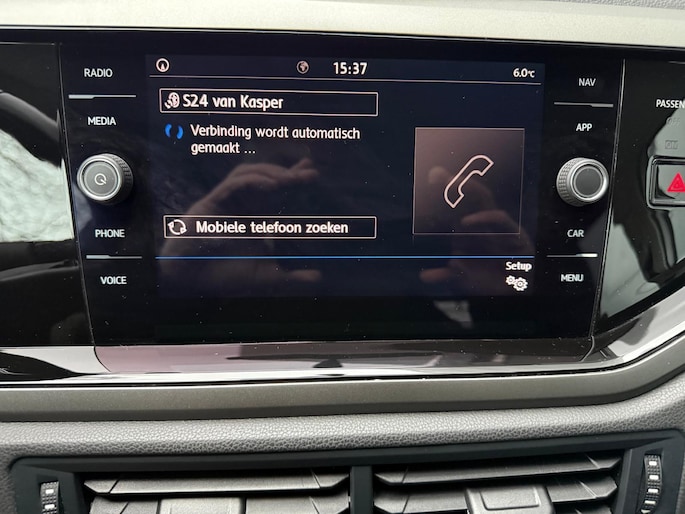 RADIO
15:37
6.0°C
NAV
S24 van Kasper
PASSEN
MEDIA
Verbinding wordt automatisch
gemaakt ...
APP
PHONE
Mobiele telefoon zoeken
CAR
VOICE
Setup
MENU